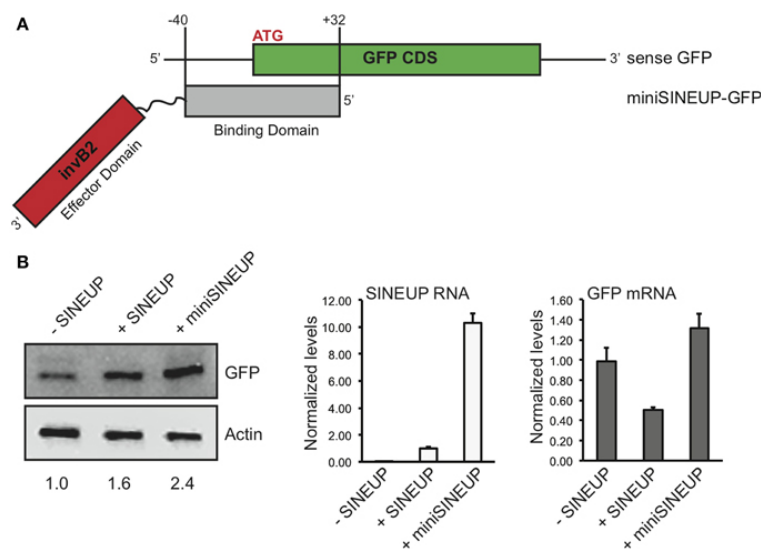 A
-40
+32
ATG
5'
GFP CDS
3' sense GFP
5'
miniSINEUP-GFP
Binding Domain
invB2
Effector Domain
3'
B
- SINEUP
+ SINEUP
+ miniSINEUP
GFP
Actin
1.0 1.6 2.4
SINEUP RNA
Normalized levels
12.00
10.00
8.00
6.00
4.00
2.00
0.00
- SINEUP
+ SINEUP
+ miniSINEUP
GFP mRNA
Normalized levels
1.60
1.40
1.20
1.00
0.80
0.60
0.40
0.20
0.00
- SINEUP
+ SINEUP
+ miniSINEUP